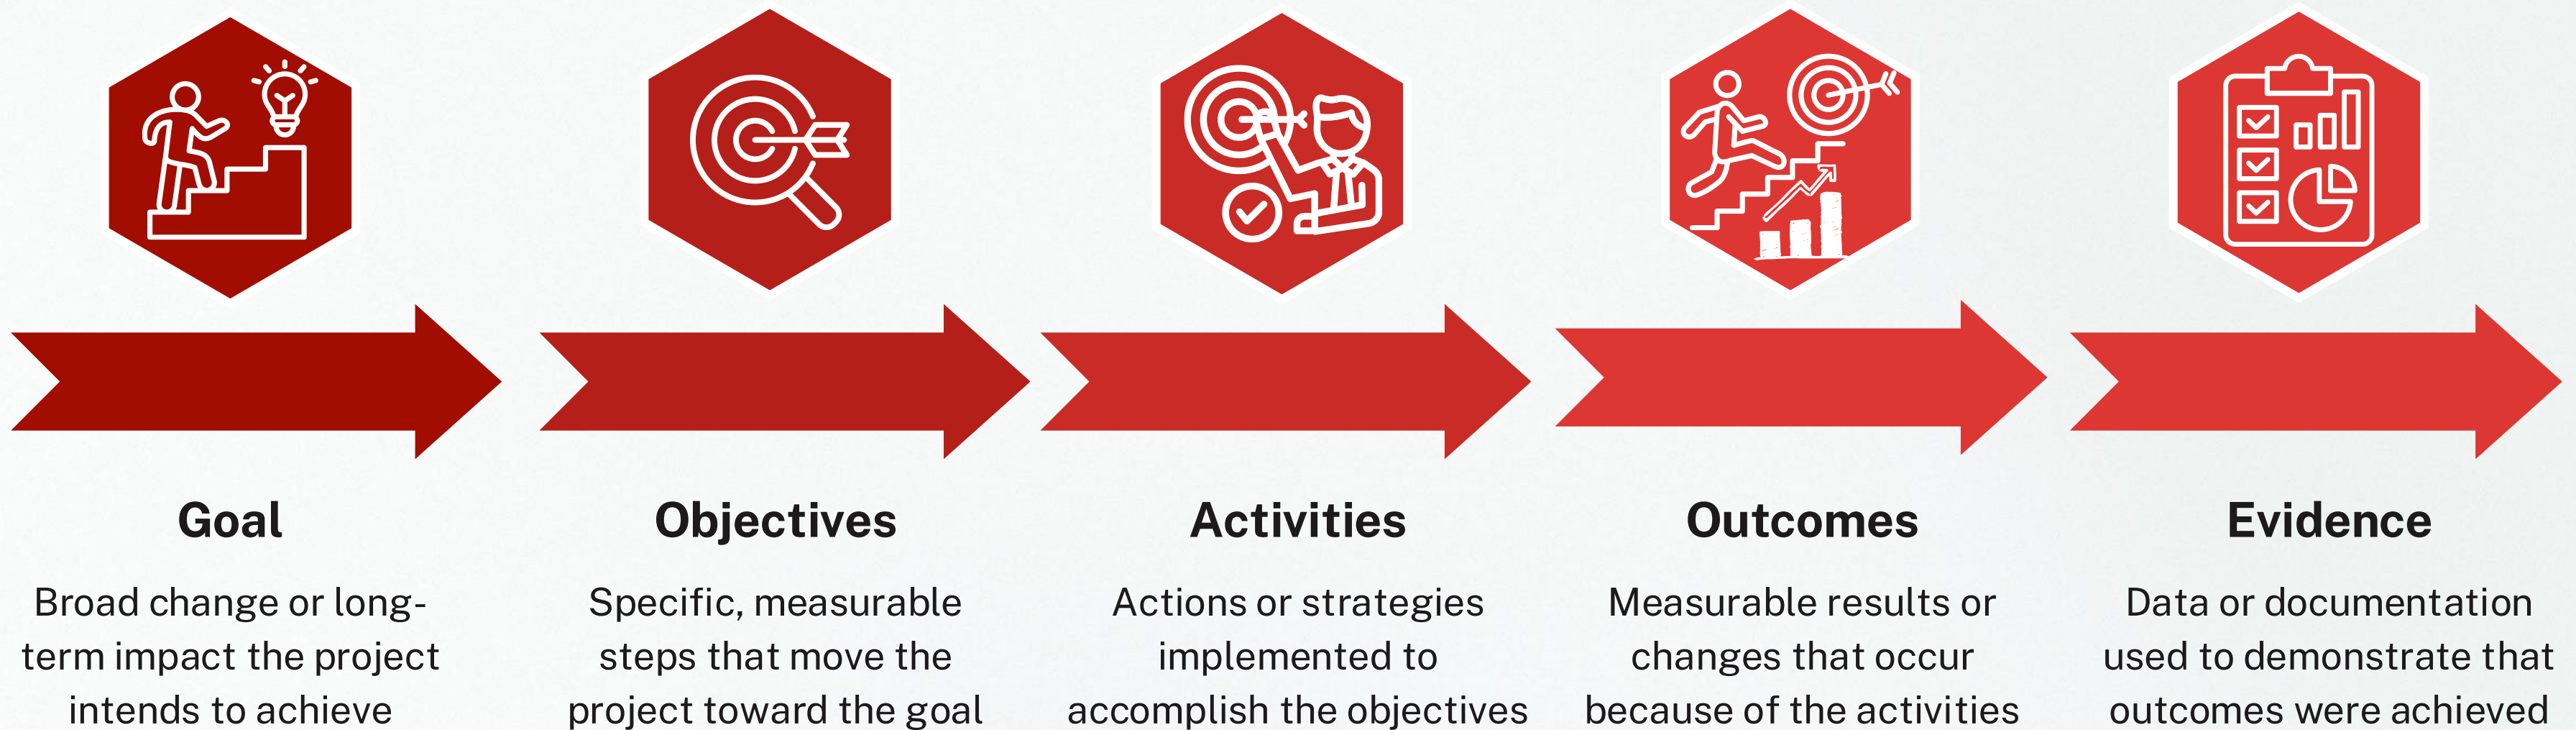 Goal
Broad change or long-
term impact the project
intends to achieve
Objectives
Specific, measurable
steps that move the
project toward the goal
Activities
Actions or strategies
implemented to
accomplish the objectives
Outcomes
Measurable results or
changes that occur
because of the activities
Evidence
Data or documentation
used to demonstrate that
outcomes were achieved